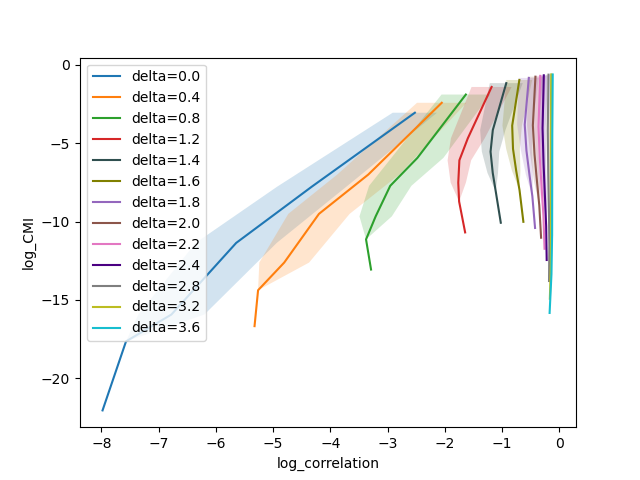 0
−5
−10
−15
−20
log_CMI
delta=0.0
delta=0.4
delta=0.8
delta=1.2
delta=1.4
delta=1.6
delta=1.8
delta=2.0
delta=2.2
delta=2.4
delta=2.8
delta=3.2
delta=3.6
−8 −7 −6 −5 −4 −3 −2 −1 0
log_correlation